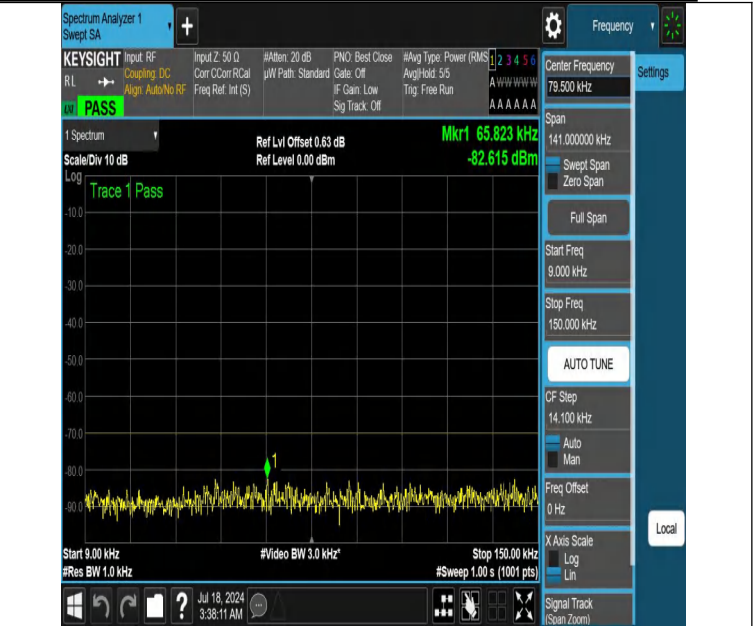 Spectrum Analyzer 1
Swept SA
+
Frequency
KEYSIGHT
RL
PASS
Input: RF
Coupling: DC
Align: Auto/No RF
Input Z: 50 Ω
Corr CCorr RCal
Freq Ref: Int (S)
#Atten: 20 dB
µW Path: Standard
PNO: Best Close
Gate: Off
IF Gain: Low
Sig Track: Off
#Avg Type: Power (RMS
Avg|Hold: 5/5
Trig: Free Run
1 2 3 4 5 6
A W W W W W
A A A A A A
1 Spectrum
Scale/Div 10 dB
Ref Lvl Offset 0.63 dB
Ref Level 0.00 dBm
Mkr1 65.823 kHz
-82.615 dBm
Log
Trace 1 Pass
-10.0
-20.0
-30.0
-40.0
-50.0
-60.0
-70.0
-80.0
-90.0
1
Start 9.00 kHz
#Res BW 1.0 kHz
#Video BW 3.0 kHz*
Stop 150.00 kHz
#Sweep 1.00 s (1001 pts)
?
Jul 18, 2024
3:38:11 AM
Center Frequency
79.500 kHz
Settings
Span
141.000000 kHz
Swept Span
Zero Span
Full Span
Start Freq
9.000 kHz
Stop Freq
150.000 kHz
AUTO TUNE
CF Step
14.100 kHz
Auto
Man
Freq Offset
0 Hz
X Axis Scale
Log
Lin
Local
Signal Track
(Span Zoom)